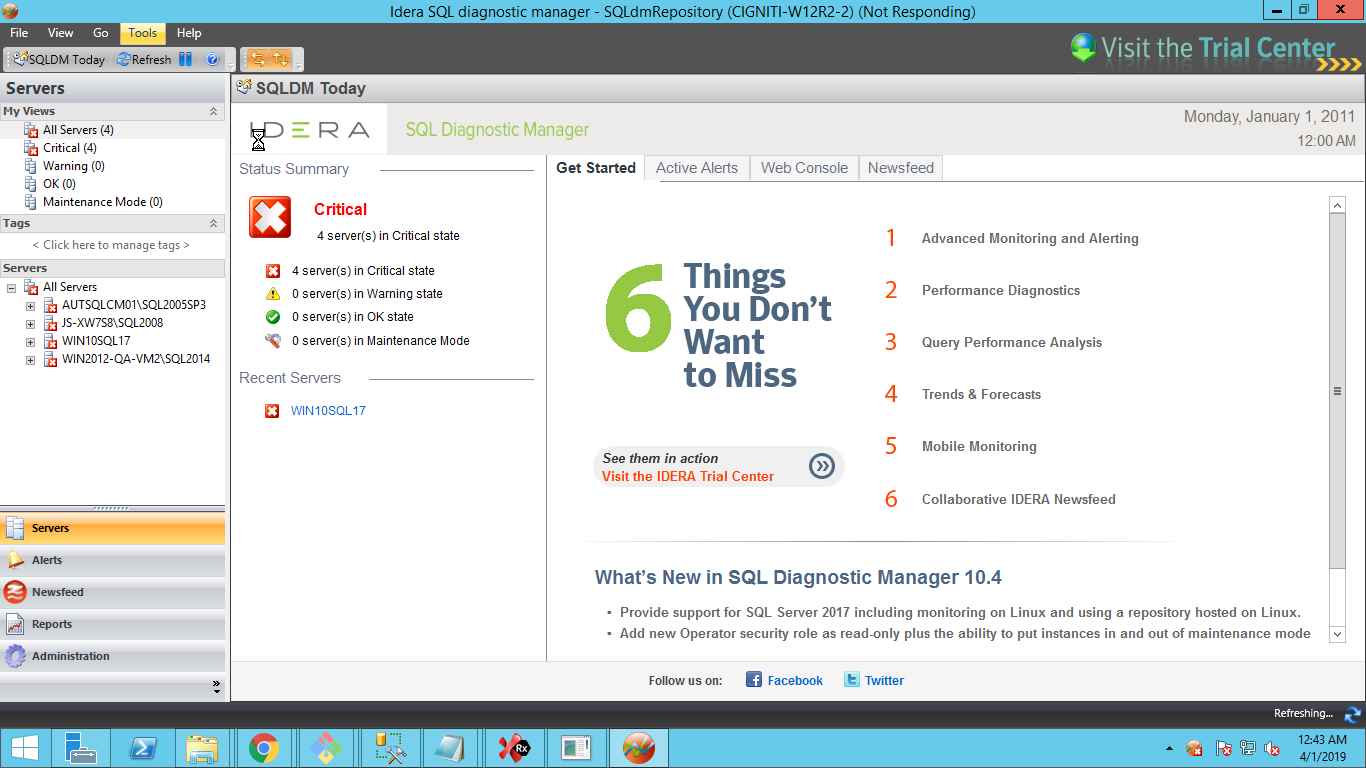 Idera SQL diagnostic manager - SQLdmRepository (CIGNITI-W12R2-2) (Not Responding)
File View Go Tools Help
SQLDM Today Refresh
Visit the Trial Center
Servers
My Views
All Servers (4)
Critical (4)
Warning (0)
OK (0)
Maintenance Mode (0)
Tags
< Click here to manage tags >
Servers
All Servers
AUTSQLCM01\SQL2005SP3
JS-XW7S8\SQL2008
WIN10SQL17
WIN2012-QA-VM2\SQL2014
Servers
Alerts
Newsfeed
Reports
Administration
SQLDM Today
IDERA
SQL Diagnostic Manager
Monday, January 1, 2011
12:00 AM
Status Summary
Critical
4 server(s) in Critical state
4 server(s) in Critical state
0 server(s) in Warning state
0 server(s) in OK state
0 server(s) in Maintenance Mode
Recent Servers
WIN10SQL17
Get Started Active Alerts Web Console Newsfeed
6 Things
You Don't
Want
to Miss
See them in action
Visit the IDERA Trial Center
1 Advanced Monitoring and Alerting
2 Performance Diagnostics
3 Query Performance Analysis
4 Trends & Forecasts
5 Mobile Monitoring
6 Collaborative IDERA Newsfeed
What's New in SQL Diagnostic Manager 10.4
▪ Provide support for SQL Server 2017 including monitoring on Linux and using a repository hosted on Linux.
▪ Add new Operator security role as read-only plus the ability to put instances in and out of maintenance mode
Follow us on: Facebook Twitter
Refreshing...
Rx
12:43 AM
4/1/2019